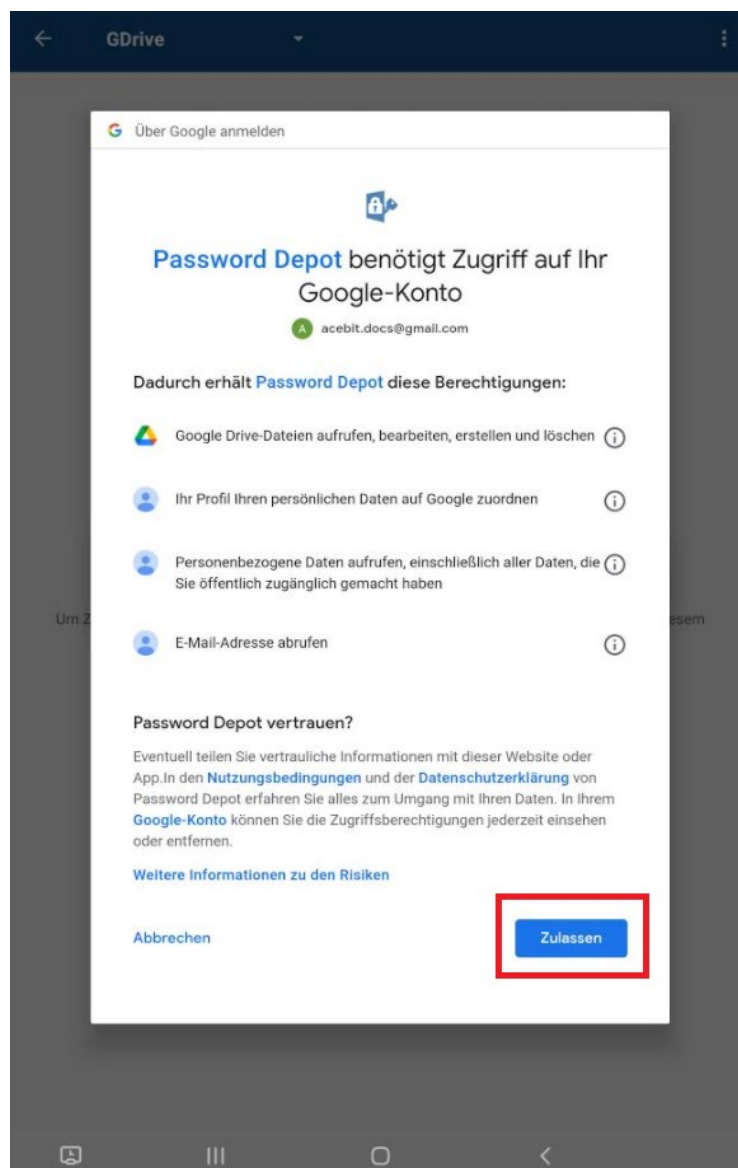 GDrive
Über Google anmelden
Password Depot benötigt Zugriff auf Ihr
Google-Konto
A acebit.docs@gmail.com
Dadurch erhält Password Depot diese Berechtigungen:
Google Drive-Dateien aufrufen, bearbeiten, erstellen und löschen
Ihr Profil Ihren persönlichen Daten auf Google zuordnen
Personenbezogene Daten aufrufen, einschließlich aller Daten, die
Sie öffentlich zugänglich gemacht haben
Um
E-Mail-Adresse abrufen
Password Depot vertrauen?
Eventuell teilen Sie vertrauliche Informationen mit dieser Website oder
App.In den Nutzungsbedingungen und der Datenschutzerklärung von
Password Depot erfahren Sie alles zum Umgang mit Ihren Daten. In Ihrem
Google-Konto können Sie die Zugriffsberechtigungen jederzeit einsehen
oder entfernen.
Weitere Informationen zu den Risiken
Abbrechen
Zulassen